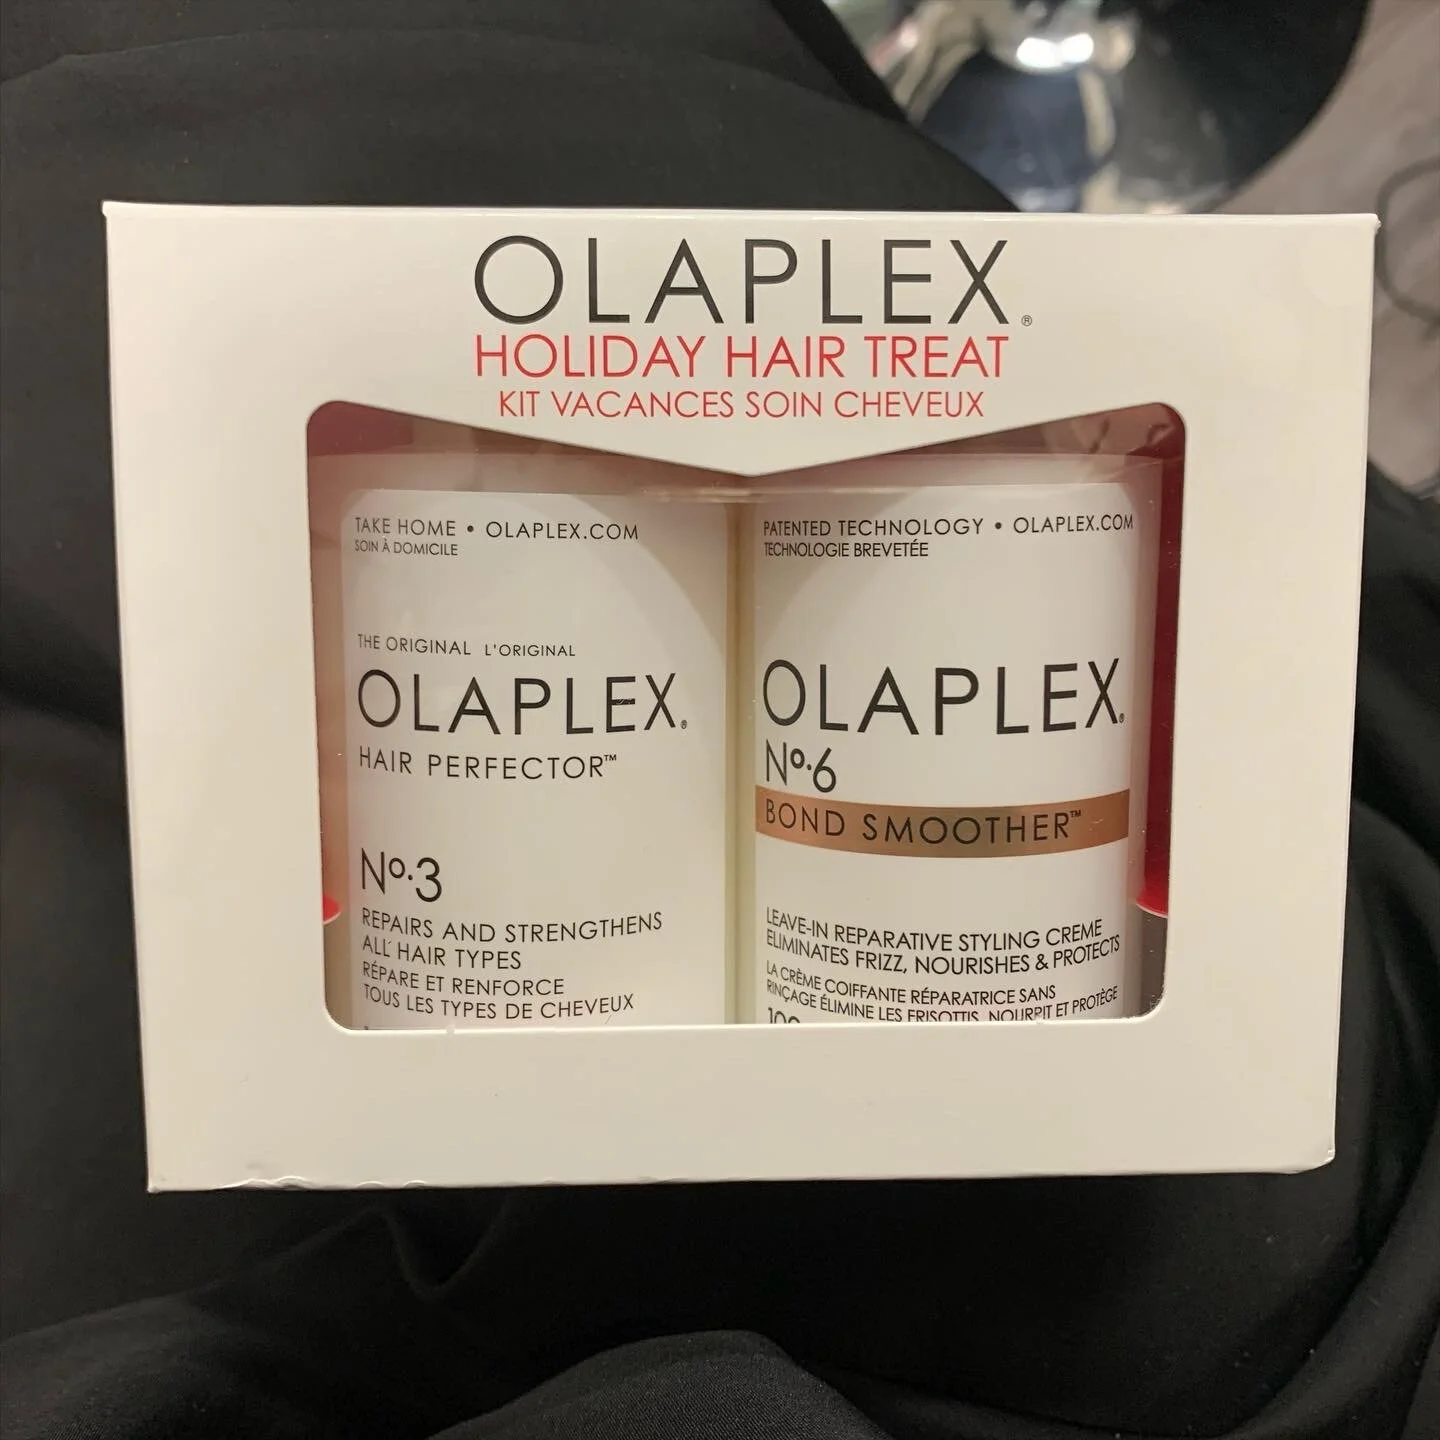 OLAPLEX®
HOLIDAY HAIR TREAT
KIT VACANCES SOIN CHEVEUX
TAKE HOME • OLAPLEX.COM
SOIN À DOMICILE
THE ORIGINAL L'ORIGINAL
OLAPLEX®
HAIR PERFECTOR™
Nº.3
REPAIRS AND STRENGTHENS
ALL HAIR TYPES
RÉPARE ET RENFORCE
TOUS LES TYPES DE CHEVEUX
PATENTED TECHNOLOGY • OLAPLEX.COM
TECHNOLOGIE BREVETÉE
OLAPLEX®
Nº.6
BOND SMOOTHER™
LEAVE-IN REPARATIVE STYLING CREME
ELIMINATES FRIZZ, NOURISHES & PROTECTS
LA CRÈME COIFFANTE RÉPARATRICE SANS
RINÇAGE ÉLIMINE LES FRISOTTIS, NOURRIT ET PROTÈGE